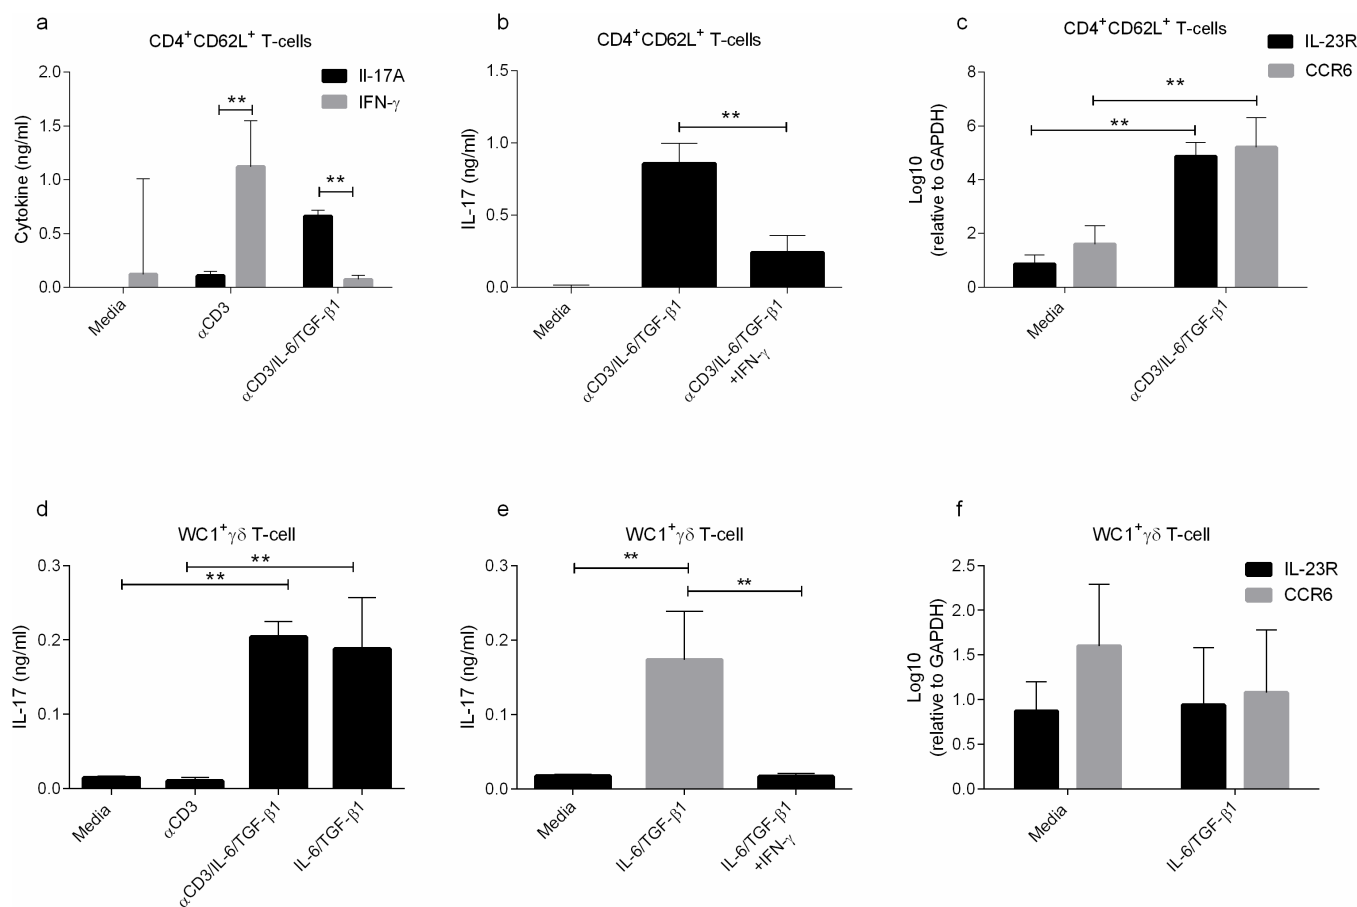 a
CD4+CD62L+ T-cells
Il-17A
IFN-γ
**
**
Cytokine (ng/ml)
2.0
1.5
1.0
0.5
0.0
Media
αCD3
αCD3/IL-6/TGF-β1
b
CD4+CD62L+ T-cells
**
IL-17 (ng/ml)
1.5
1.0
0.5
0.0
Media
αCD3/IL-6/TGF-β1
αCD3/IL-6/TGF-β1
+IFN-γ
c
CD4+CD62L+ T-cells
IL-23R
CCR6
**
**
Log10
(relative to GAPDH)
8
6
4
2
0
Media
αCD3/IL-6/TGF-β1
d
WC1+γδ T-cell
**
**
IL-17 (ng/ml)
0.3
0.2
0.1
0.0
Media
αCD3
αCD3/IL-6/TGF-β1
IL-6/TGF-β1
e
WC1+γδ T-cell
**
**
IL-17 (ng/ml)
0.3
0.2
0.1
0.0
Media
IL-6/TGF-β1
IL-6/TGF-β1
+IFN-γ
f
WC1+γδ T-cell
IL-23R
CCR6
Log10
(relative to GAPDH)
2.5
2.0
1.5
1.0
0.5
0.0
Media
IL-6/TGF-β1